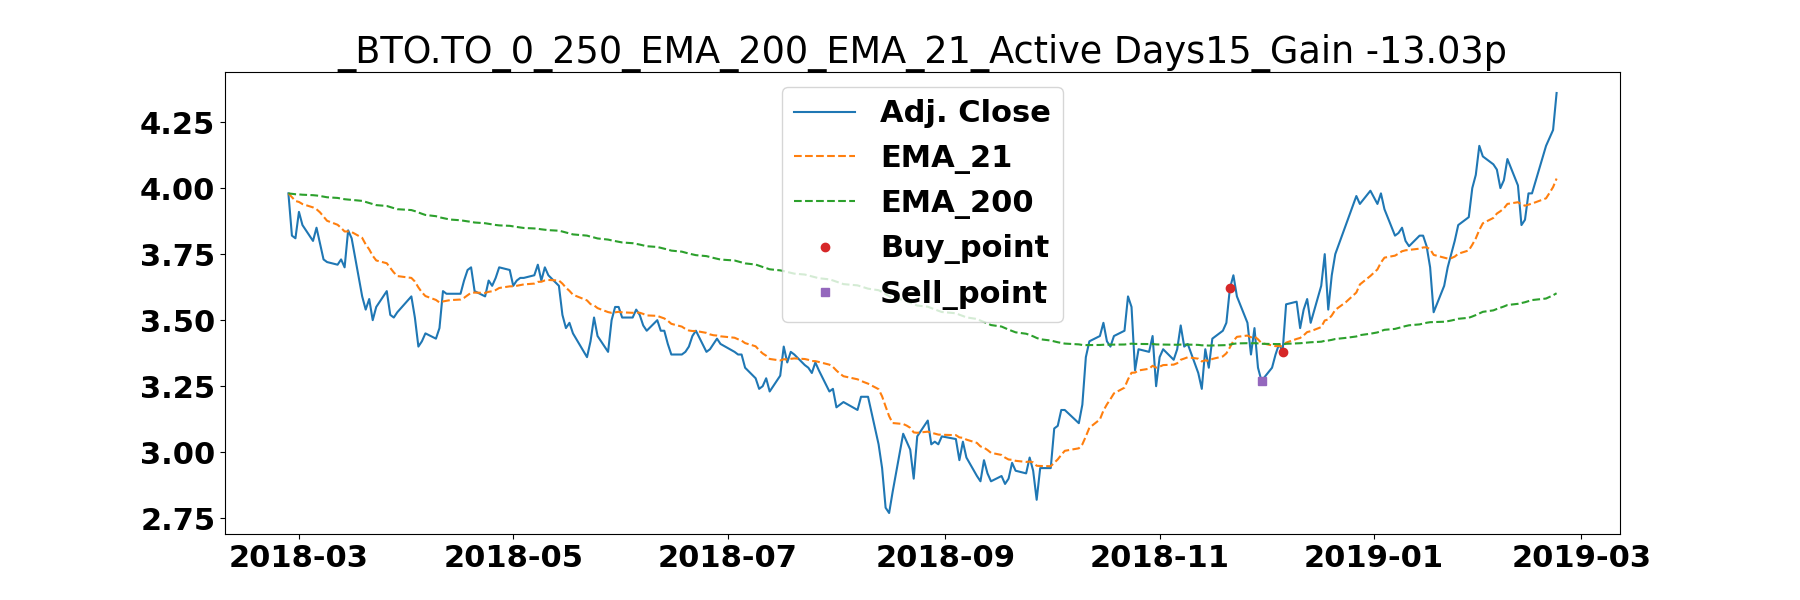 _BTO.TO_0_250_EMA_200_EMA_21_Active Days15_Gain -13.03p
Adj. Close
EMA_21
EMA_200
Buy_point
Sell_point
4.25
4.00
3.75
3.50
3.25
3.00
2.75
2018-03 2018-05 2018-07 2018-09 2018-11 2019-01 2019-03